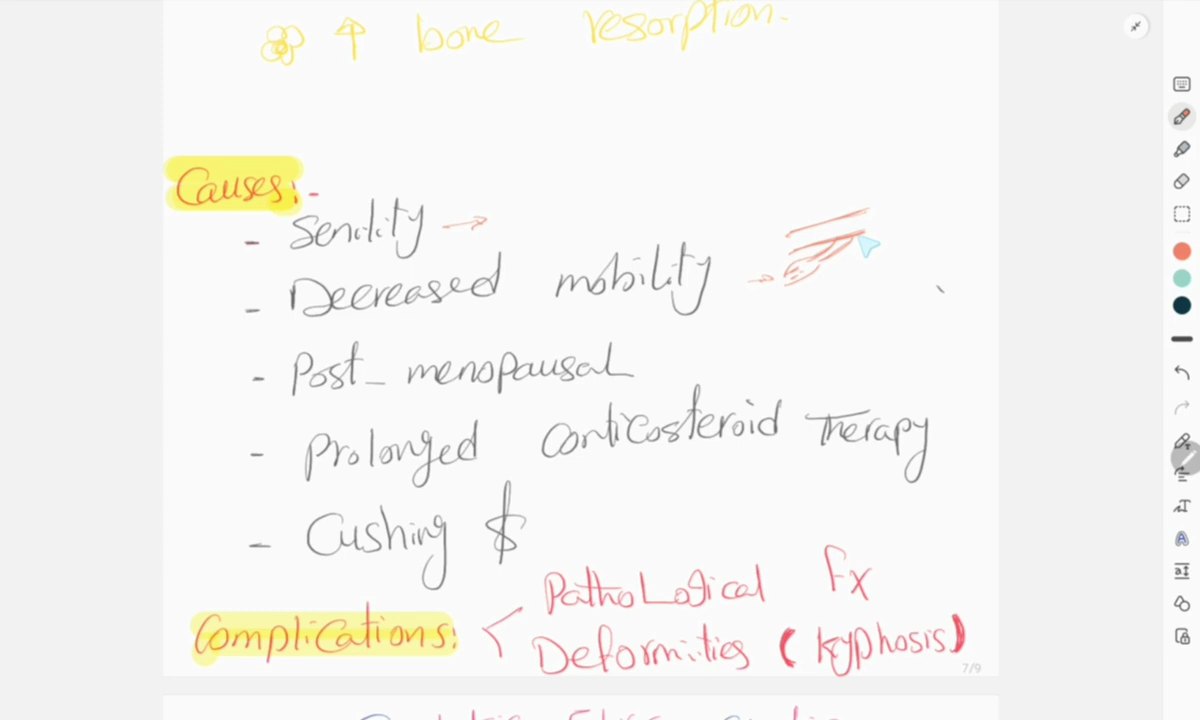 ↑ bone resorption.
Causes:-
- Senility →
- Decreased mobility →
- Post_menopausal
- Prolonged corticosteroid Therapy
- Cushing $
Complications: < Pathological Fx
Deformities (kyphosis)
7/9